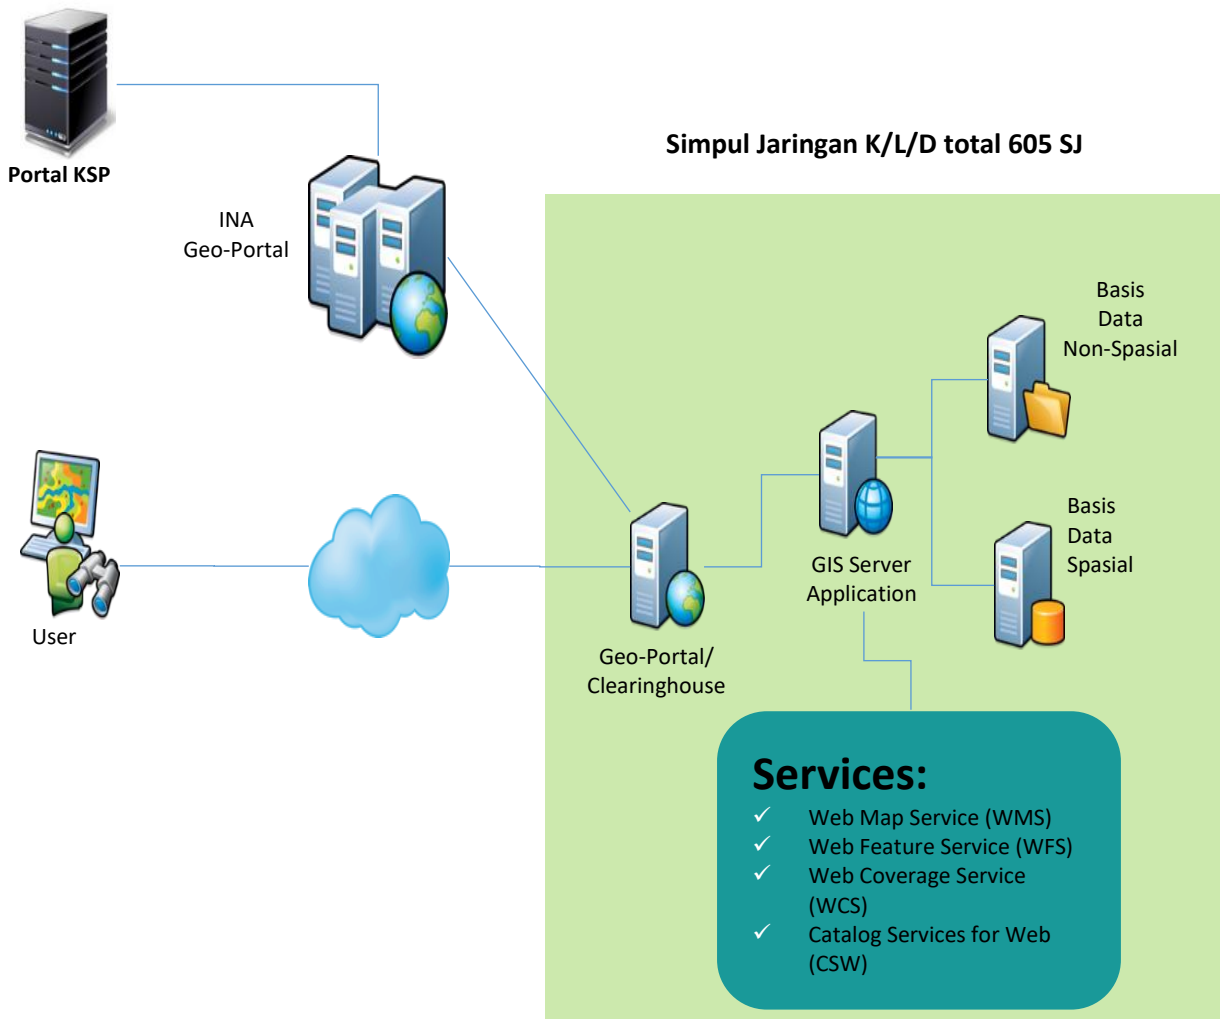 Portal KSP
INA
Geo-Portal
Simpul Jaringan K/L/D total 605 SJ
Basis
Data
Non-Spasial
Basis
Data
Spasial
GIS Server
Application
User
Geo-Portal/
Clearinghouse
Services:
✓ Web Map Service (WMS)
✓ Web Feature Service (WFS)
✓ Web Coverage Service
(WCS)
✓ Catalog Services for Web
(CSW)